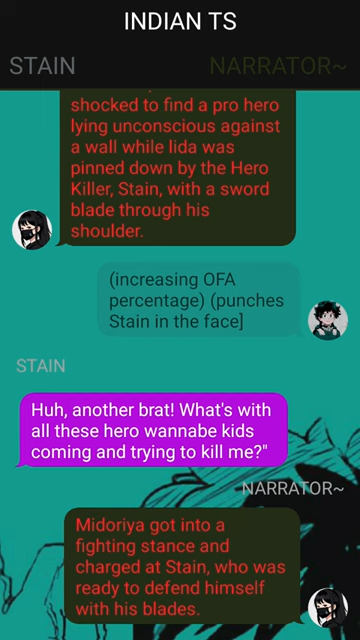 INDIAN TS
STAIN
NARRATOR~
shocked to find a pro hero
lying unconscious against
a wall while Iida was
pinned down by the Hero
Killer, Stain, with a sword
blade through his
shoulder.
(increasing OFA
percentage) (punches
Stain in the face]
STAIN
Huh, another brat! What's with
all these hero wannabe kids
coming and trying to kill me?"
NARRATOR~
Midoriya got into a
fighting stance and
charged at Stain, who was
ready to defend himself
with his blades.